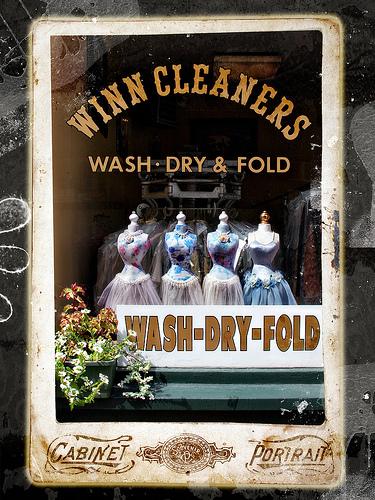 WINN CLEANERS
WASH · DRY & FOLD
WASH-DRY-FOLD
CABINET PORTRAIT